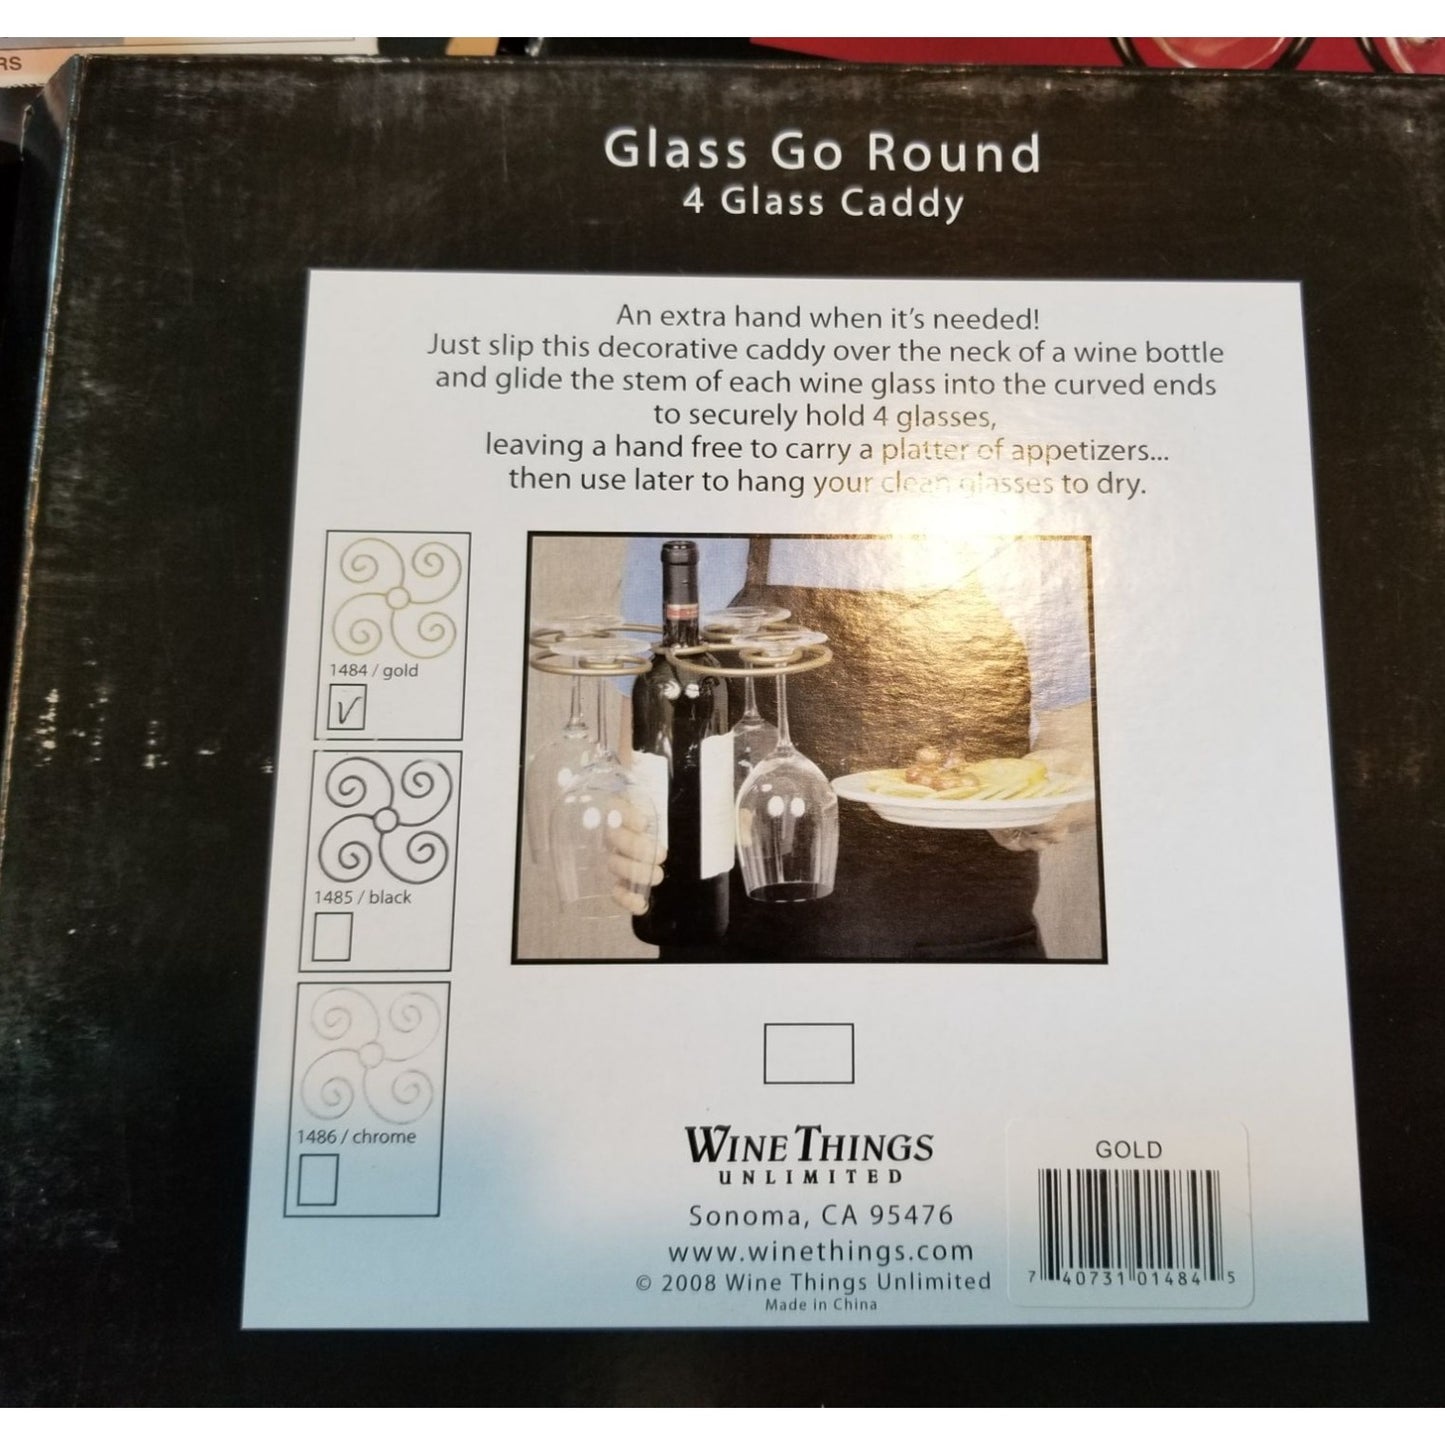 RS
Glass Go Round
4 Glass Caddy
An extra hand when it's needed!
Just slip this decorative caddy over the neck of a wine bottle
and glide the stem of each wine glass into the curved ends
to securely hold 4 glasses,
leaving a hand free to carry a platter of appetizers...
then use later to hang your clean glasses to dry.
1484 / gold
1485 / black
1486 / chrome
WINE THINGS
UNLIMITED
Sonoma, CA 95476
www.winethings.com
© 2008 Wine Things Unlimited
Made in China
GOLD
7 40731 01484 5